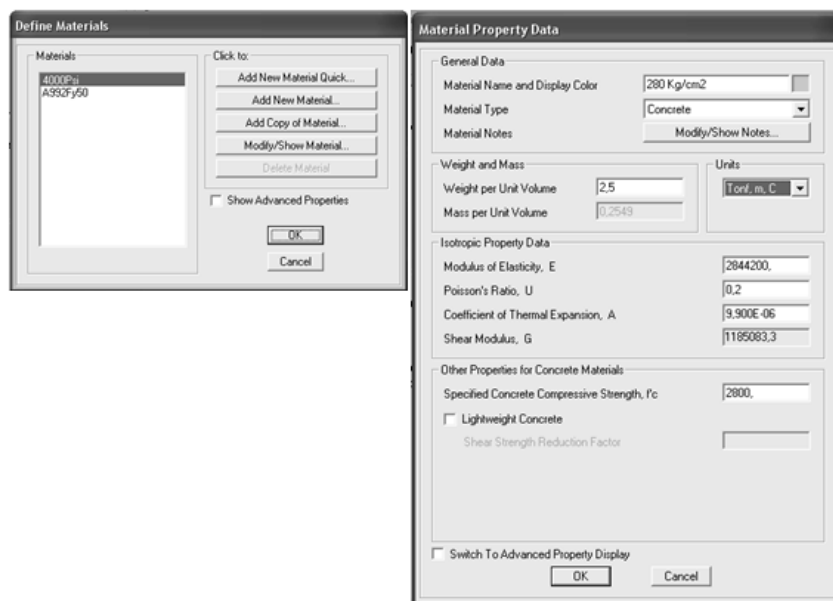 Define Materials
Materials
4000Psi
A992Fy50
Click to:
Add New Material Quick...
Add New Material...
Add Copy of Material...
Modify/Show Material...
Delete Material
Show Advanced Properties
OK
Cancel
Material Property Data
General Data
Material Name and Display Color 280 Kg/cm2
Material Type Concrete
Material Notes Modify/Show Notes...
Weight and Mass
Weight per Unit Volume 2,5
Mass per Unit Volume 0,2549
Units
Tonf, m, C
Isotropic Property Data
Modulus of Elasticity, E 2844200,
Poisson's Ratio, U 0,2
Coefficient of Thermal Expansion, A 9,900E-06
Shear Modulus, G 1185083,3
Other Properties for Concrete Materials
Specified Concrete Compressive Strength, f'c 2800,
Lightweight Concrete
Shear Strength Reduction Factor
Switch To Advanced Property Display
OK Cancel